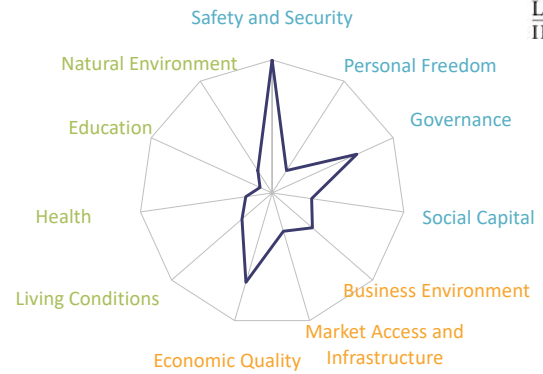 Safety and Security
Natural Environment
Personal Freedom
Education
Governance
Health
Social Capital
Living Conditions
Business Environment
Market Access and
Infrastructure
Economic Quality